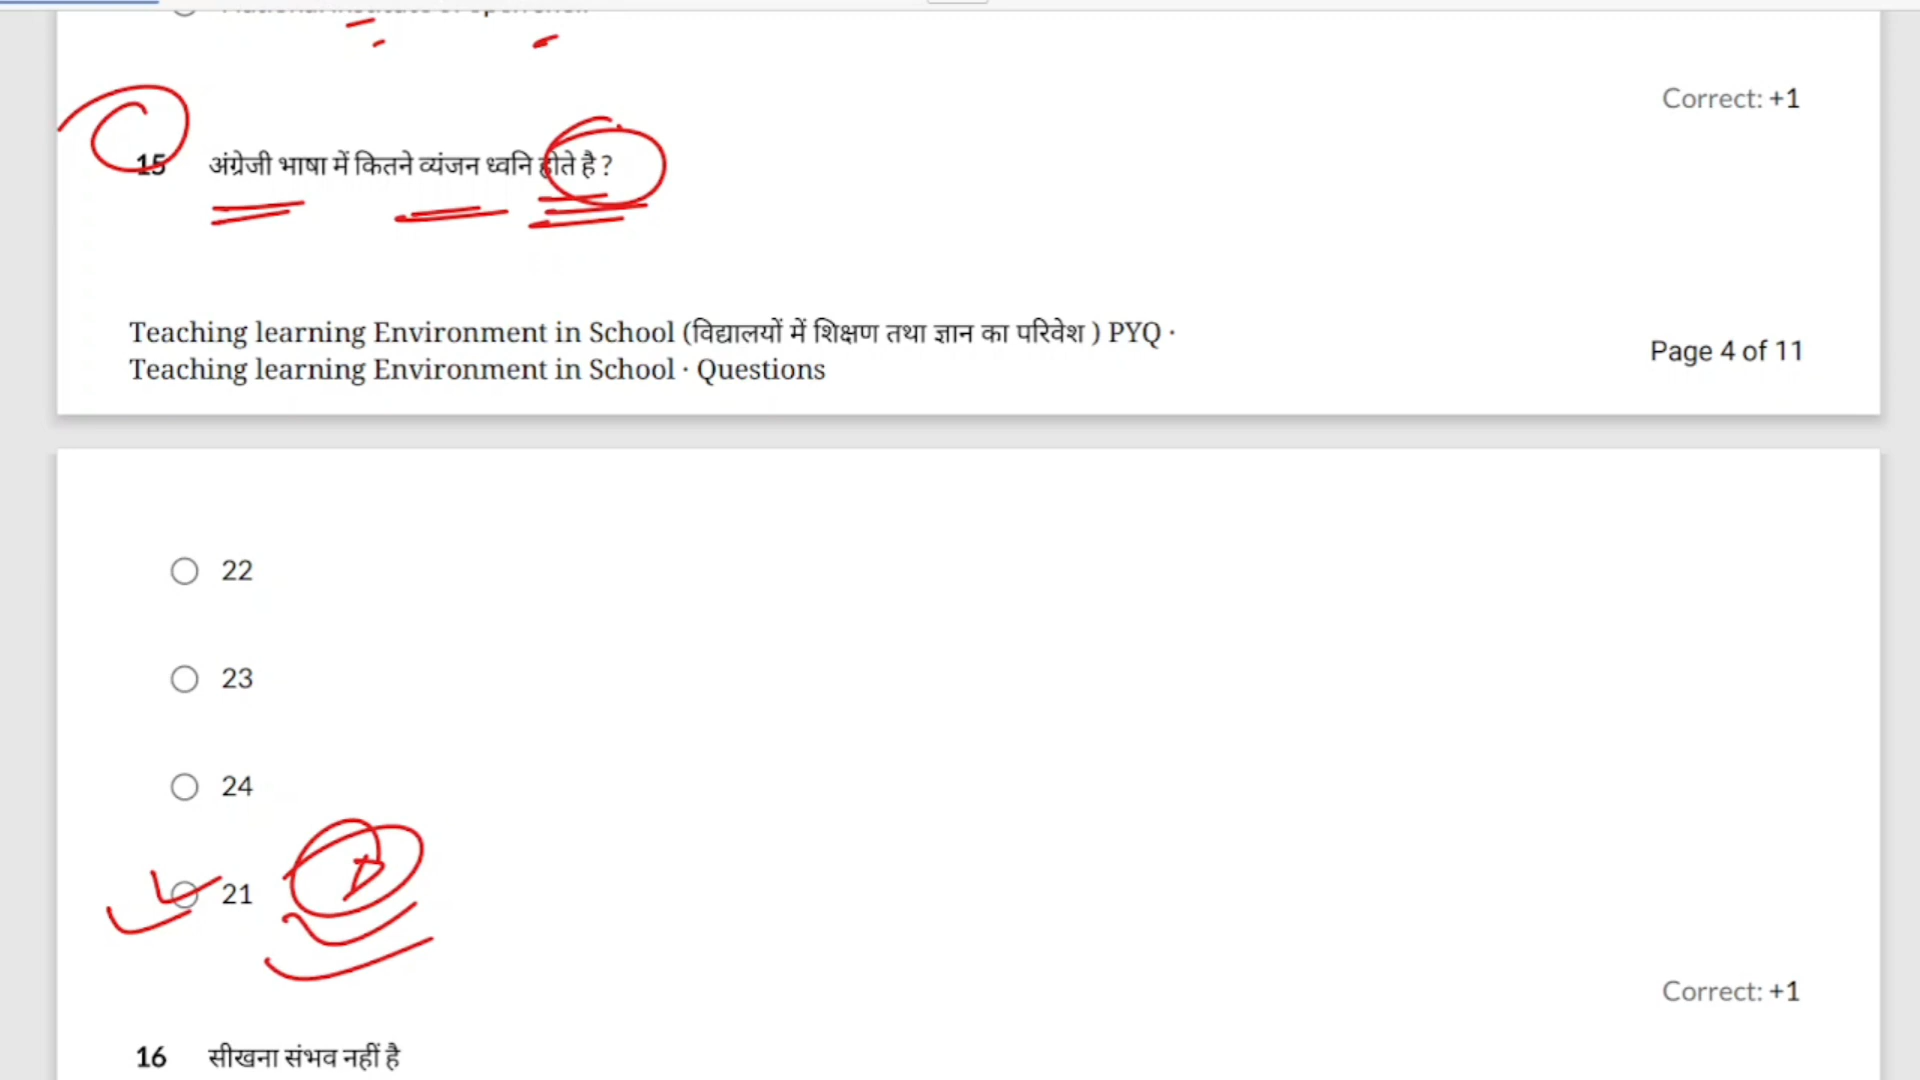 Correct: +1
15 अंग्रेजी भाषा में कितने व्यंजन ध्वनि होते है ?
Teaching learning Environment in School (विद्यालयों में शिक्षण तथा ज्ञान का परिवेश ) PYQ ·
Teaching learning Environment in School · Questions
Page 4 of 11
22
23
24
21
D
Correct: +1
16 सीखना संभव नहीं है